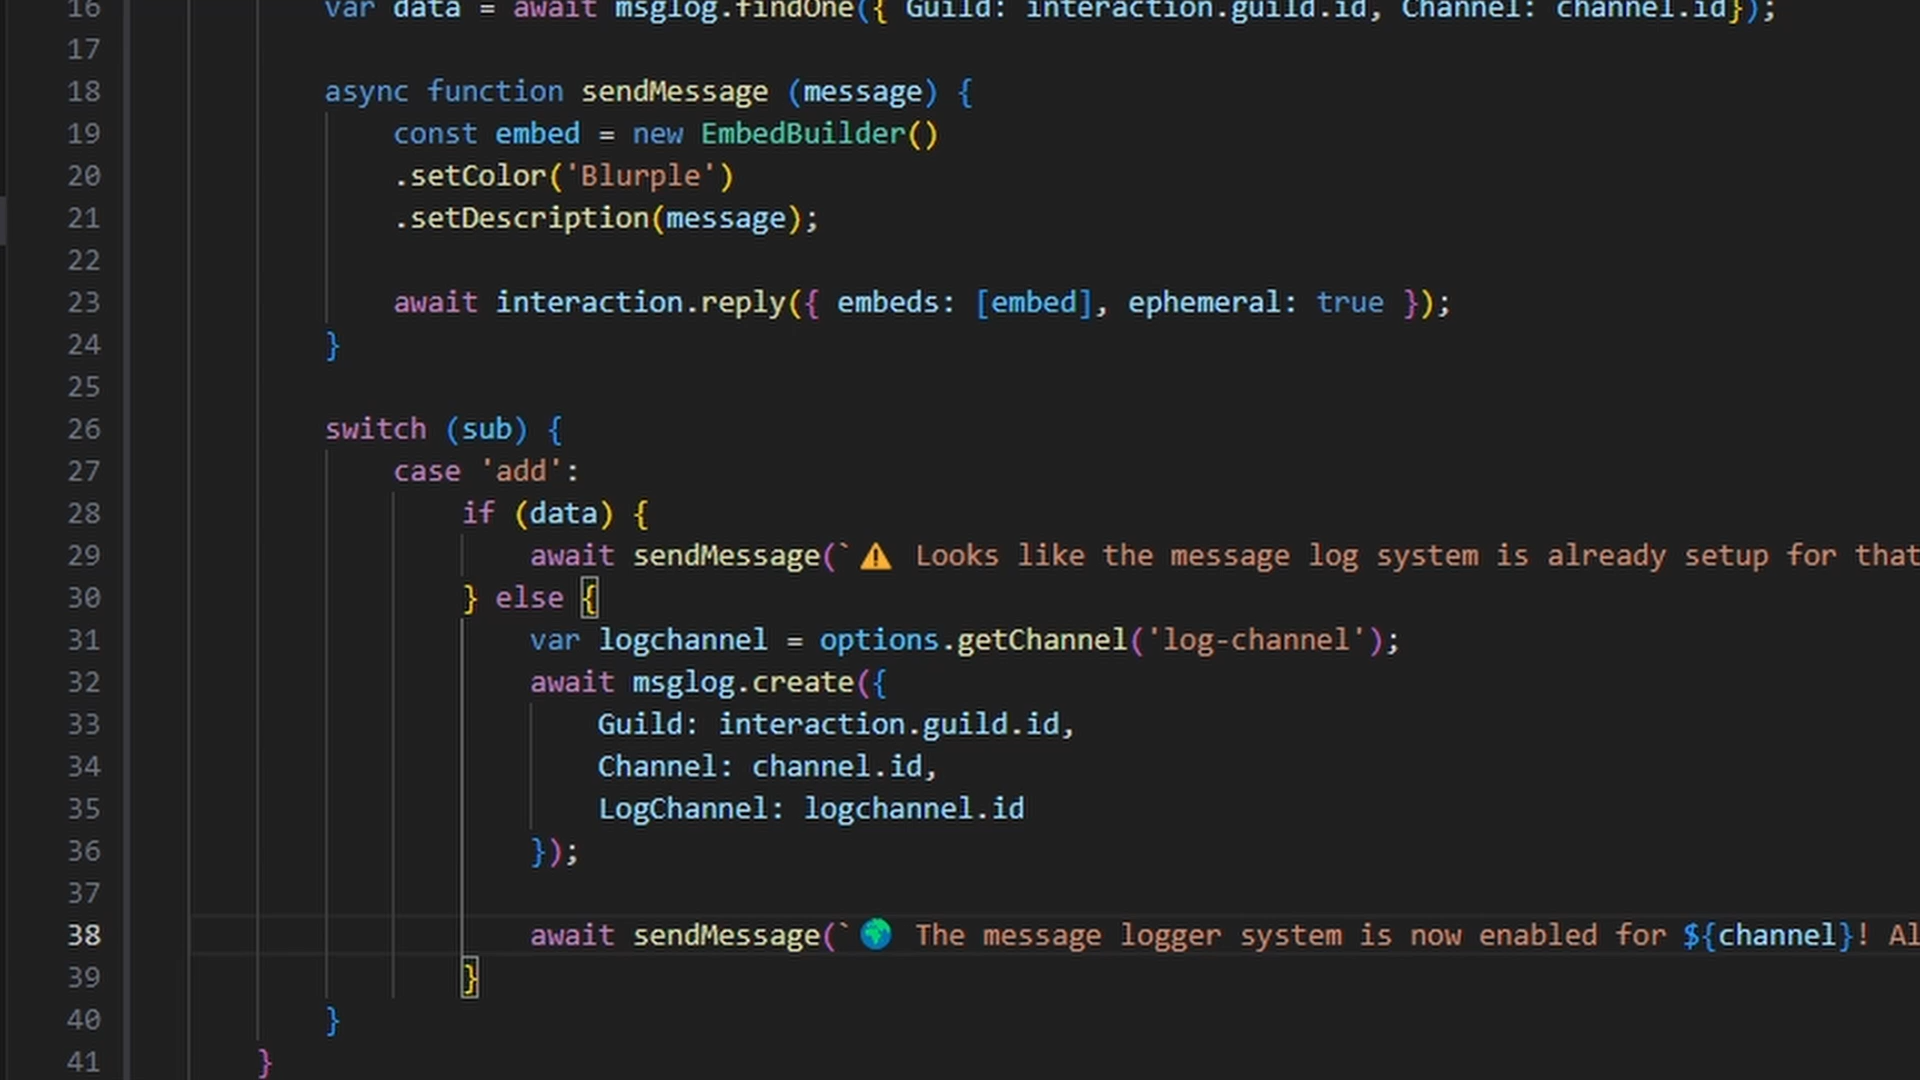 16 var data = await msglog.findOne({ Guild: interaction.guild.id, Channel: channel.id});
17
18 async function sendMessage (message) {
19 const embed = new EmbedBuilder()
20 .setColor('Blurple')
21 .setDescription(message);
22
23 await interaction.reply({ embeds: [embed], ephemeral: true });
24 }
25
26 switch (sub) {
27 case 'add':
28 if (data) {
29 await sendMessage(`⚠️ Looks like the message log system is already setup for that
30 } else {
31 var logchannel = options.getChannel('log-channel');
32 await msglog.create({
33 Guild: interaction.guild.id,
34 Channel: channel.id,
35 LogChannel: logchannel.id
36 });
37
38 await sendMessage(`🌍 The message logger system is now enabled for ${channel}! Al
39 }
40 }
41 }